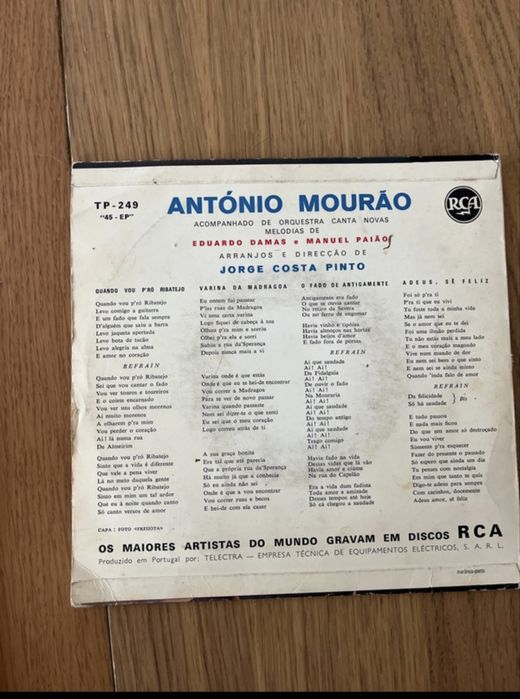 TP-249
"45 - EP"
ANTÓNIO MOURÃO
RCA
ACOMPANHADO DE ORQUESTRA CANTA NOVAS
MELODIAS DE
EDUARDO DAMAS e MANUEL PAIÃO
ARRANJOS E DIRECÇÃO DE
JORGE COSTA PINTO
QUANDO VOU P'RÓ RIBATEJO
Quando vou p'ró Ribatejo
Levo comigo a guitarra
E um fado que fala sempre
D'alguém que saiu a barra
Levo jaqueta apertada
Levo bota de tacão
Levo alegria na alma
E amor no coração
REFRAIN
Quando vou p'ró Ribatejo
Sei que vou cantar o fado
Vou ver touros e toureiros
E o colete encarnado
Vou ver uns olhos morenos
Ai muito morenos
A olharem p'ra mim
Vou perder o coração
Ai! lá numa rua
De Almeirim
Quando vou p'ró Ribatejo
Sinto que a vida é diferente
Que vale a pena viver
Lá no meio daquela gente
Quando vou p'ró Ribatejo
Sinto em mim um tal ardor
Que eu à noite quando canto
Só canto versos de amor
VARINA DA MADRAGOA
Eu ontem fui passear
P'las ruas da Madragoa
Vi uma certa varina
Logo fiquei de cabeça à toa
Olhou p'ra mim e sorriu
Olhei p'ra ela e sorri
Subiu a rua da'Sperança
Depois nunca mais a vi
Varina onde é que estás
Onde é que eu te hei-de encontrar
Vou correr a Madragoa
Para te ver de novo passar
Varina quando passaste
Nem sei dizer-te o que senti
Eu sei que o meu coração
Logo correu atrás de ti
A sua graça bonita
Era tal que até parecia
Que a própria rua da'Sperança
Há muito já que a conhecia
Só eu ainda não sei
Onde é que a vou encontrar
Vou correr ruas e becos
E hei-de com ela casar
O FADO DE ANTIGAMENTE
Antigamente era fado
O que se ouvia cantar
No retiro da Severa
Ou no ferro de engomar
Havia vinho e tipóias
Havia almoços nas hortas
Havia beijos d'amor
E fado fora de portas
REFRAIN
Ai que saudade
Ai! Ai!
Da Fidalguia
Ai! Ai!
De ouvir o fado
Ai! Ai!
Na Mouraria
Ai! Ai!
Ai que saudade
Ai! Ai!
Do tempo antigo
Ai! Ai!
Ai que saudade
Ai! Ai!
Trago comigo
Ai! Ai!
Havia fado na vida
Dessas vidas que lá vão
Havia amor e ciúme
Na rua do Capelão
Era a vida dum fadista
Toda amor e amizade
Desses tempos até hoje
Só cá chegou a saudade
ADEUS, SÊ FELIZ
Foi só p'ra ti
P'ra ti que eu vivi
Tu foste toda a minha vida
Mas já nem sei
Se o amor que eu te dei
Foi uma ilusão perdida
Tu não estás mais a meu lado
E o meu coração magoado
Vive num mundo de dor
Eu nem sei bem o que sinto
E nem sei se ainda minto
Quando 'inda falo de amor
REFRAIN
Da felicidade
Só há saudade } Bis
E tudo passou
E nada mais ficou
Do que um amor só destroçado
Eu vou viver
Sòmente p'ra esquecer
Fazer do presente o passado
Só espero que ainda um dia
Tu penses com nostalgia
Em mim que tanto te quis
Digo-te adeus para sempre
Com carinhos, docemente
Adeus amor, sê feliz
CAPA : FOTO «FREIJOTA»
OS MAIORES ARTISTAS DO MUNDO GRAVAM EM DISCOS RCA
Produzido em Portugal por: TELECTRA — EMPRESA TÉCNICA DE EQUIPAMENTOS ELÉCTRICOS, S. A. R. L.